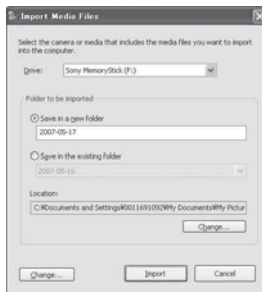 Import Media Files
Select the camera or media that includes the media files you want to import
into the computer.
Drive: Sony MemoryStick (F:)
Folder to be imported
Save in a new folder
2007-05-17
Save in the existing folder
2007-05-16
Location:
C:¥Documents and Settings¥0011691092¥My Documents¥My Pictur
Change...
Change... Import Cancel